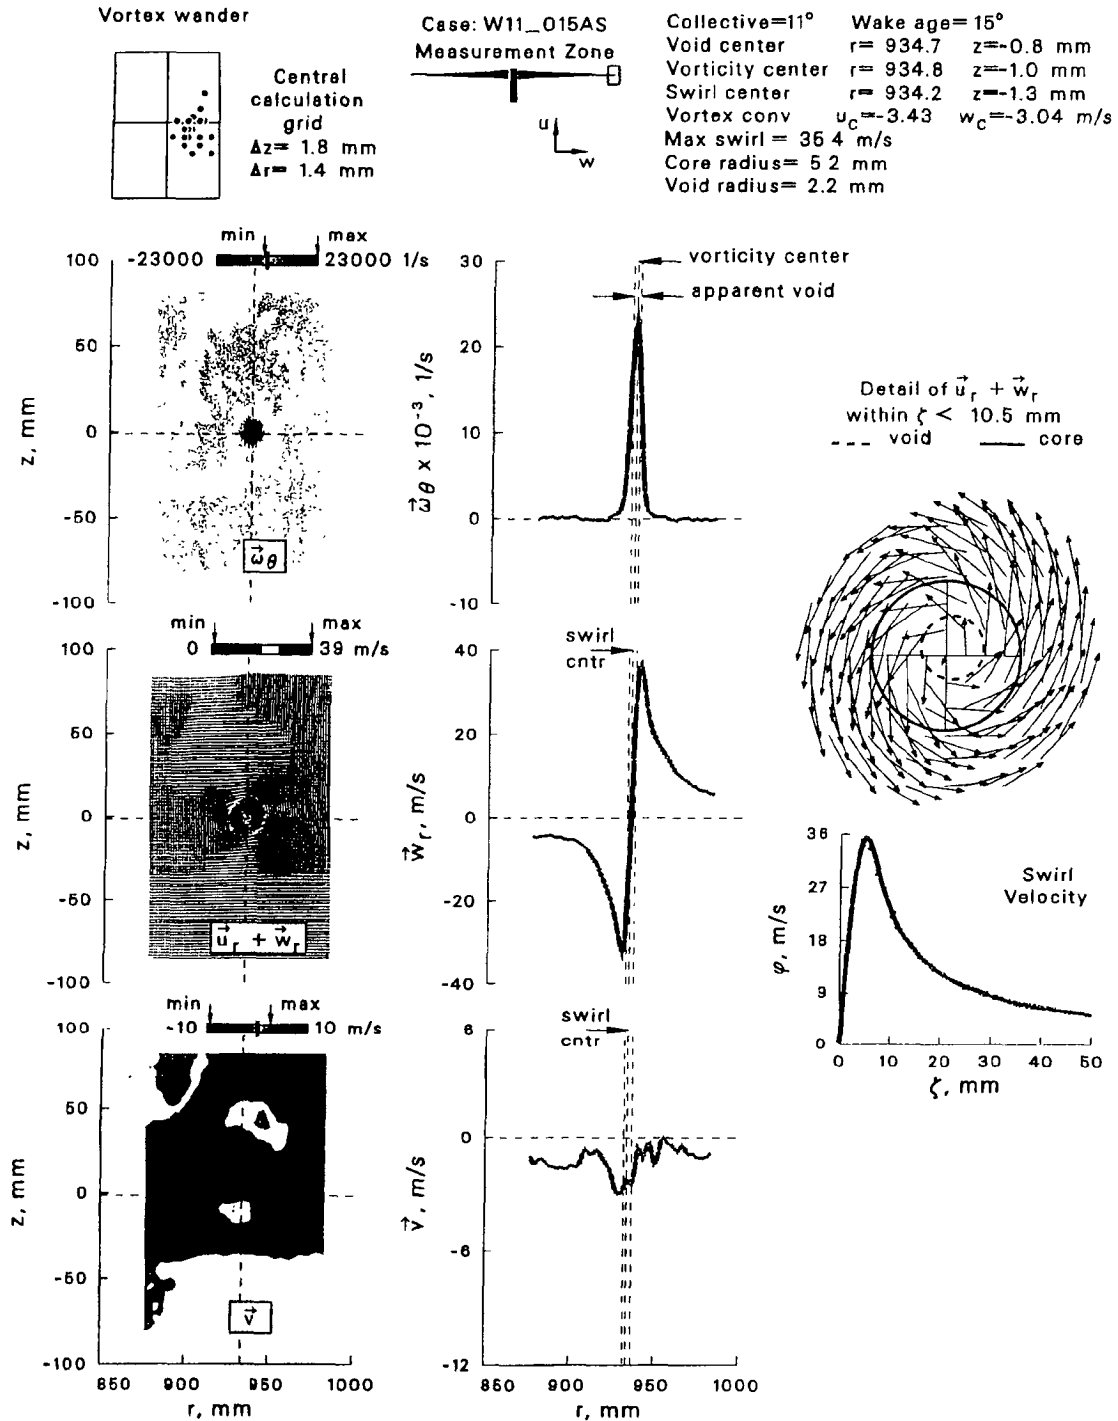 Vortex wander
Central
calculation
grid
Δz= 1.8 mm
Δr= 1.4 mm
Case: W11_015AS
Measurement Zone
u
w
Collective=11° Wake age= 15°
Void center r= 934.7 z=-0.8 mm
Vorticity center r= 934.8 z=-1.0 mm
Swirl center r= 934.2 z=-1.3 mm
Vortex conv u_c=-3.43 w_c=-3.04 m/s
Max swirl = 35 4 m/s
Core radius= 5 2 mm
Void radius= 2.2 mm
min max
-23000 23000 1/s
100
50
0
-50
-100
z, mm
ω⃗θ
30
20
10
0
-10
ω⃗θ x 10⁻³, 1/s
vorticity center
apparent void
Detail of u⃗r + w⃗r
within ζ < 10.5 mm
--- void — core
min max
0 39 m/s
100
50
0
-50
-100
z, mm
u⃗r + w⃗r
swirl
cntr
40
20
0
-20
-40
w⃗r, m/s
36
27
18
9
0
φ, m/s
Swirl
Velocity
0 10 20 30 40 50
ζ, mm
min max
-10 10 m/s
100
50
0
-50
-100
z, mm
v⃗
850 900 950 1000
r, mm
swirl
cntr
6
0
-6
-12
v⃗, m/s
850 900 950 1000
r, mm